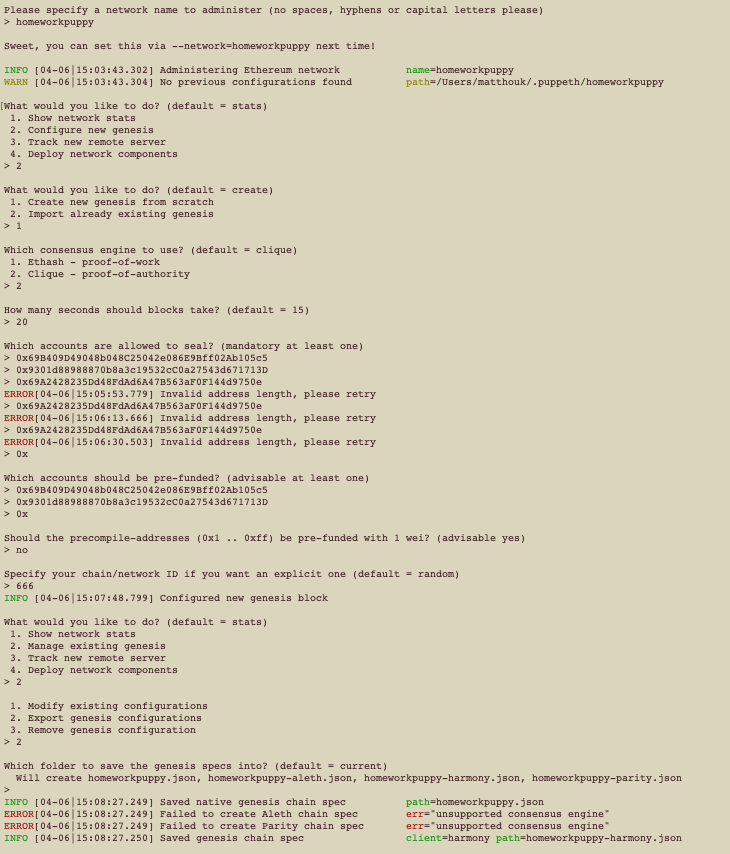 Please specify a network name to administer (no spaces, hyphens or capital letters please)
> homeworkpuppy
Sweet, you can set this via --network=homeworkpuppy next time!
INFO [04-06|15:03:43.302] Administering Ethereum network name=homeworkpuppy
WARN [04-06|15:03:43.304] No previous configurations found path=/Users/matthouk/.puppeth/homeworkpuppy
What would you like to do? (default = stats)
1. Show network stats
2. Configure new genesis
3. Track new remote server
4. Deploy network components
> 2
What would you like to do? (default = create)
1. Create new genesis from scratch
2. Import already existing genesis
> 1
Which consensus engine to use? (default = clique)
1. Ethash - proof-of-work
2. Clique - proof-of-authority
> 2
How many seconds should blocks take? (default = 15)
> 20
Which accounts are allowed to seal? (mandatory at least one)
> 0x69B409D49048b048C25042e086E9Bff02Ab105c5
> 0x9301d88988870b8a3c19532cC0a27543d671713D
> 0x69A2428235Dd48FdAd6A47B563aF0F144d9750e
ERROR[04-06|15:05:53.779] Invalid address length, please retry
> 0x69A2428235Dd48FdAd6A47B563aF0F144d9750e
ERROR[04-06|15:06:13.666] Invalid address length, please retry
> 0x69A2428235Dd48FdAd6A47B563aF0F144d9750e
ERROR[04-06|15:06:30.503] Invalid address length, please retry
> 0x
Which accounts should be pre-funded? (advisable at least one)
> 0x69B409D49048b048C25042e086E9Bff02Ab105c5
> 0x9301d88988870b8a3c19532cC0a27543d671713D
> 0x
Should the precompile-addresses (0x1 .. 0xff) be pre-funded with 1 wei? (advisable yes)
> no
Specify your chain/network ID if you want an explicit one (default = random)
> 666
INFO [04-06|15:07:48.799] Configured new genesis block
What would you like to do? (default = stats)
1. Show network stats
2. Manage existing genesis
3. Track new remote server
4. Deploy network components
> 2
1. Modify existing configurations
2. Export genesis configurations
3. Remove genesis configuration
> 2
Which folder to save the genesis specs into? (default = current)
Will create homeworkpuppy.json, homeworkpuppy-aleth.json, homeworkpuppy-harmony.json, homeworkpuppy-parity.json
>
INFO [04-06|15:08:27.249] Saved native genesis chain spec path=homeworkpuppy.json
ERROR[04-06|15:08:27.249] Failed to create Aleth chain spec err="unsupported consensus engine"
ERROR[04-06|15:08:27.249] Failed to create Parity chain spec err="unsupported consensus engine"
INFO [04-06|15:08:27.250] Saved genesis chain spec client=harmony path=homeworkpuppy-harmony.json